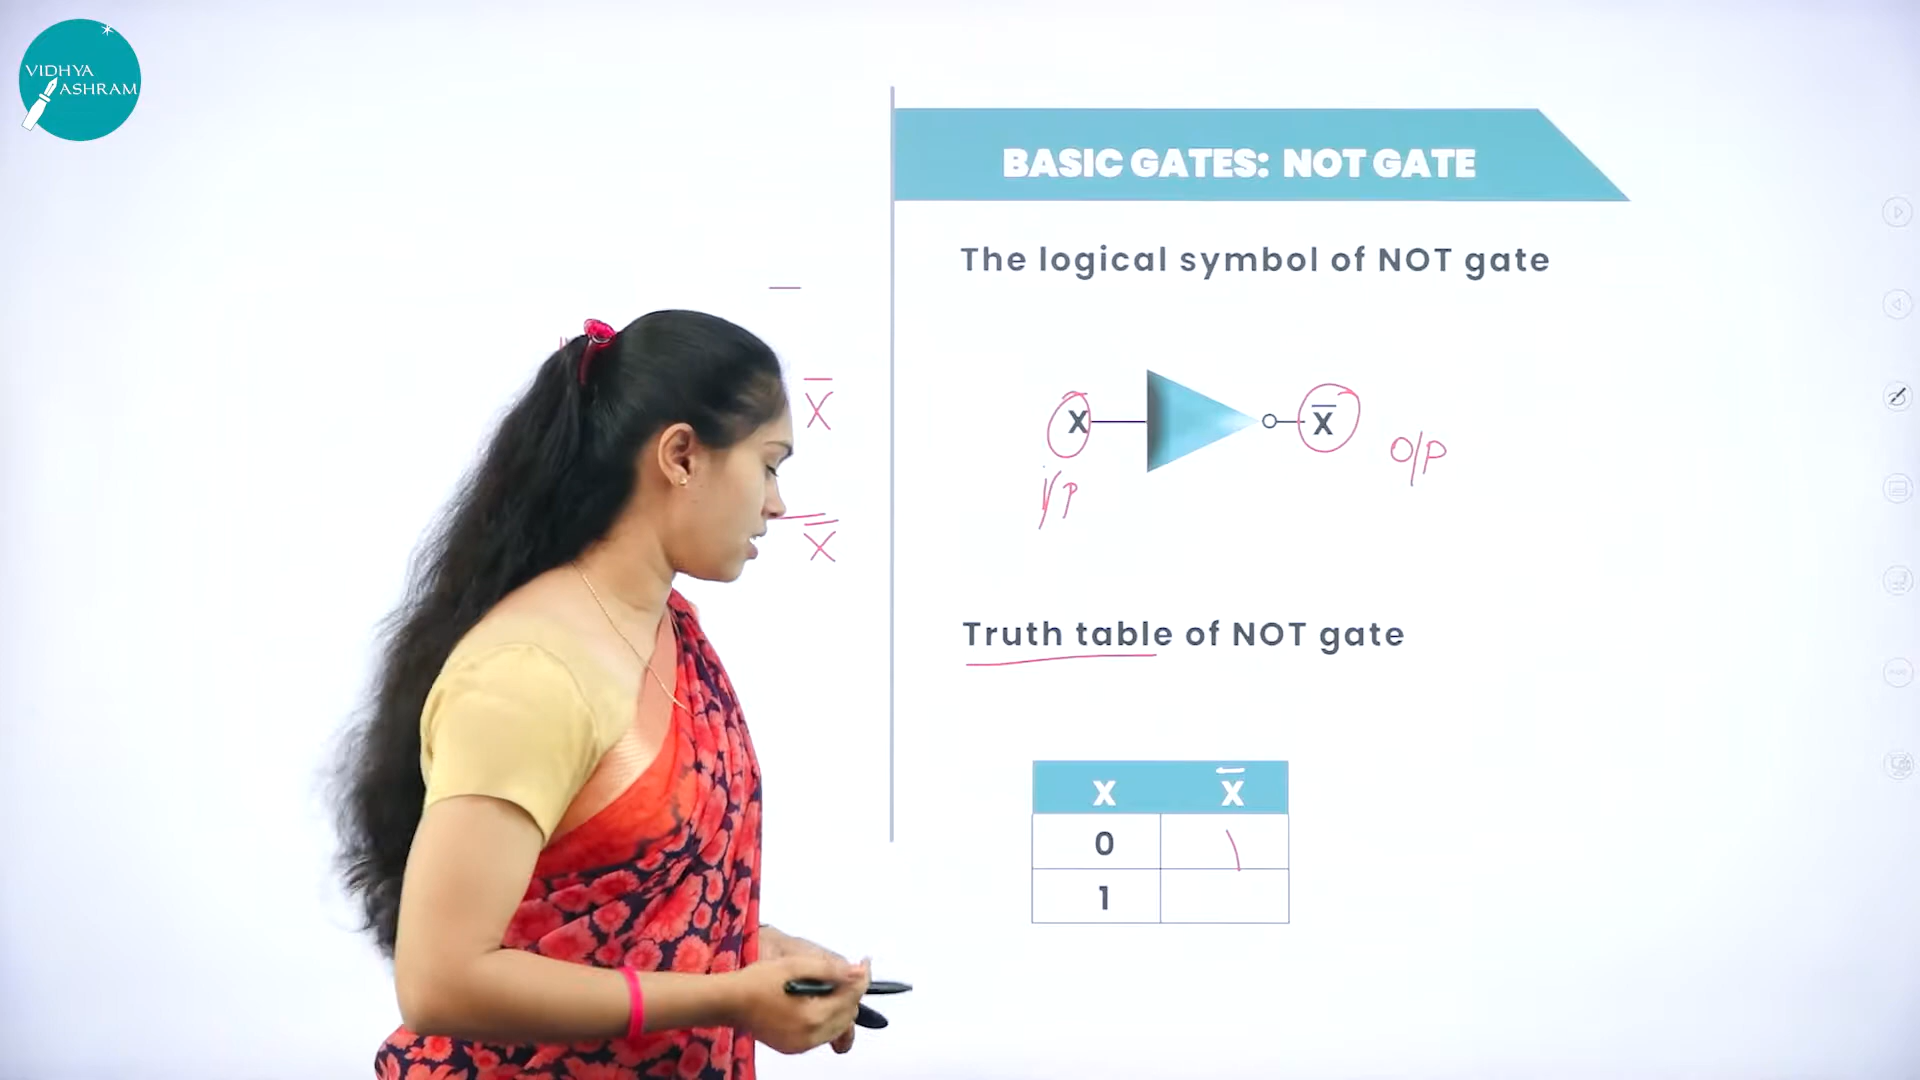 VIDHYA
ASHRAM
BASIC GATES: NOT GATE
The logical symbol of NOT gate
X̅
X
X̅
O/P
i/P
X̅
Truth table of NOT gate
X X̅
0 1
1